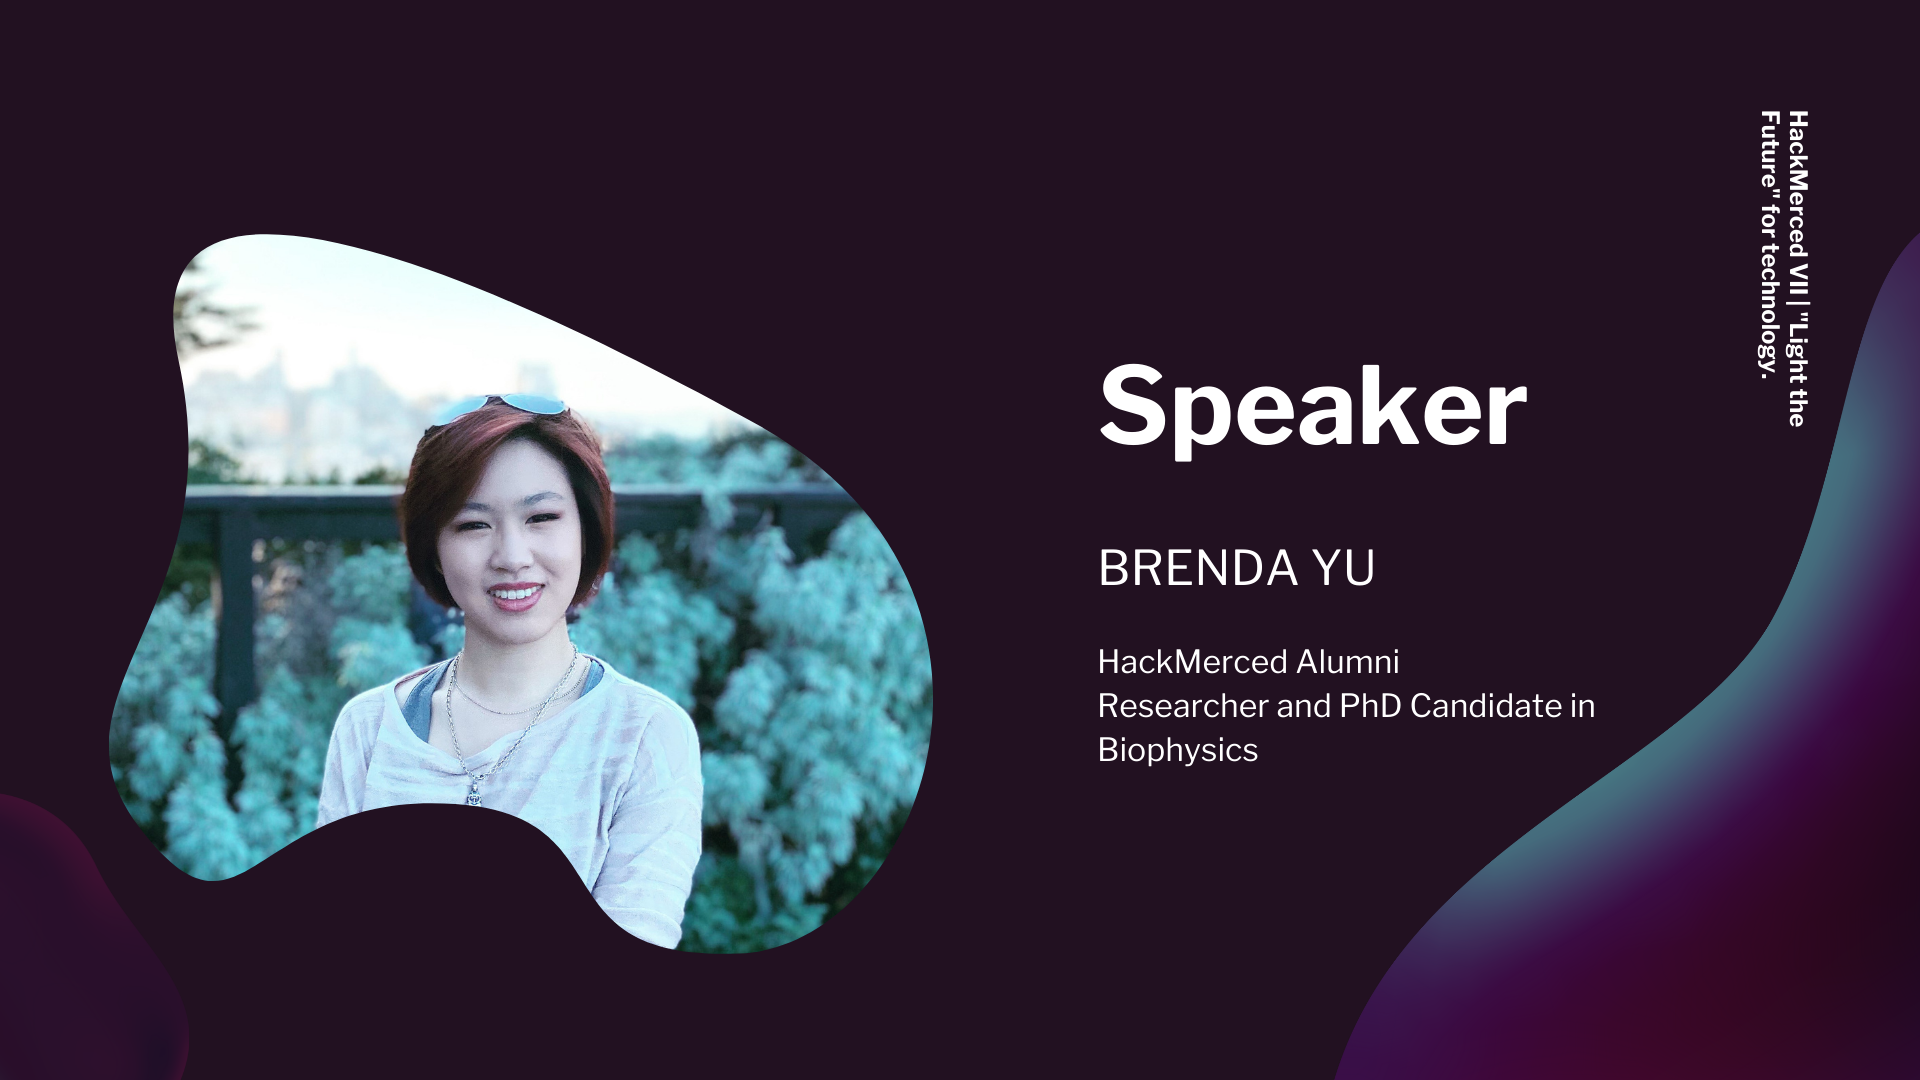 HackMerced VII | "Light the
Future" for technology.
Speaker
BRENDA YU
HackMerced Alumni
Researcher and PhD Candidate in
Biophysics